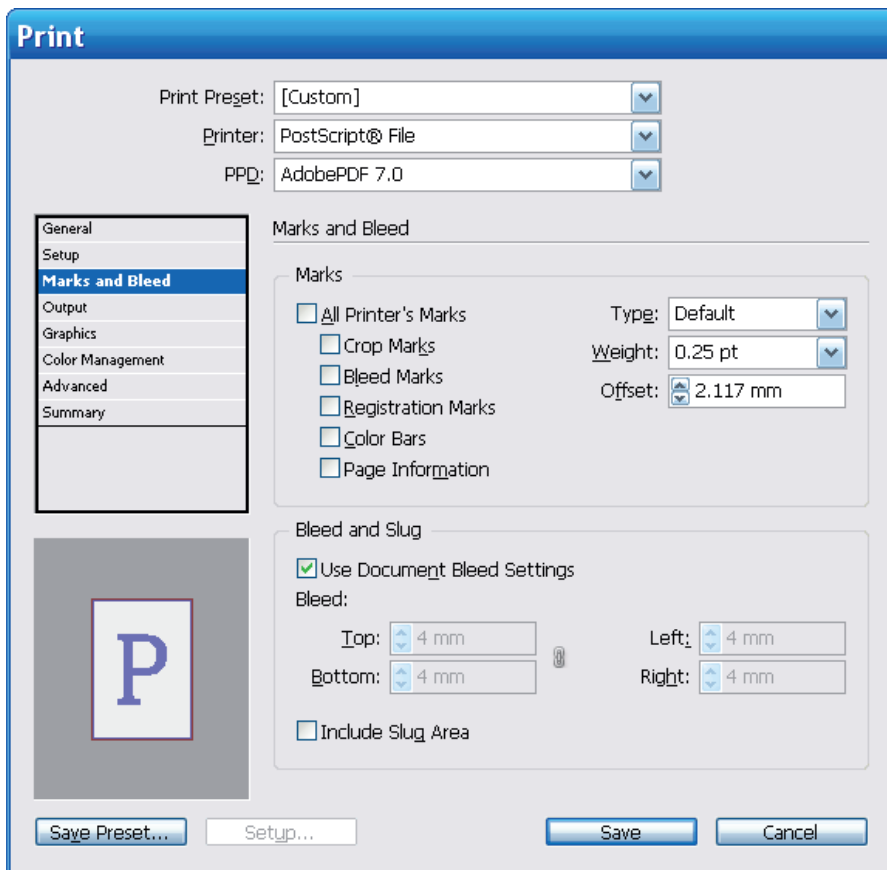 Print
Print Preset: [Custom]
Printer: PostScript® File
PPD: AdobePDF 7.0
General
Setup
Marks and Bleed
Output
Graphics
Color Management
Advanced
Summary
Marks and Bleed
Marks
All Printer's Marks
Crop Marks
Bleed Marks
Registration Marks
Color Bars
Page Information
Type: Default
Weight: 0.25 pt
Offset: 2.117 mm
P
Bleed and Slug
Use Document Bleed Settings
Bleed:
Top: 4 mm Left: 4 mm
Bottom: 4 mm Right: 4 mm
Include Slug Area
Save Preset... Setup... Save Cancel